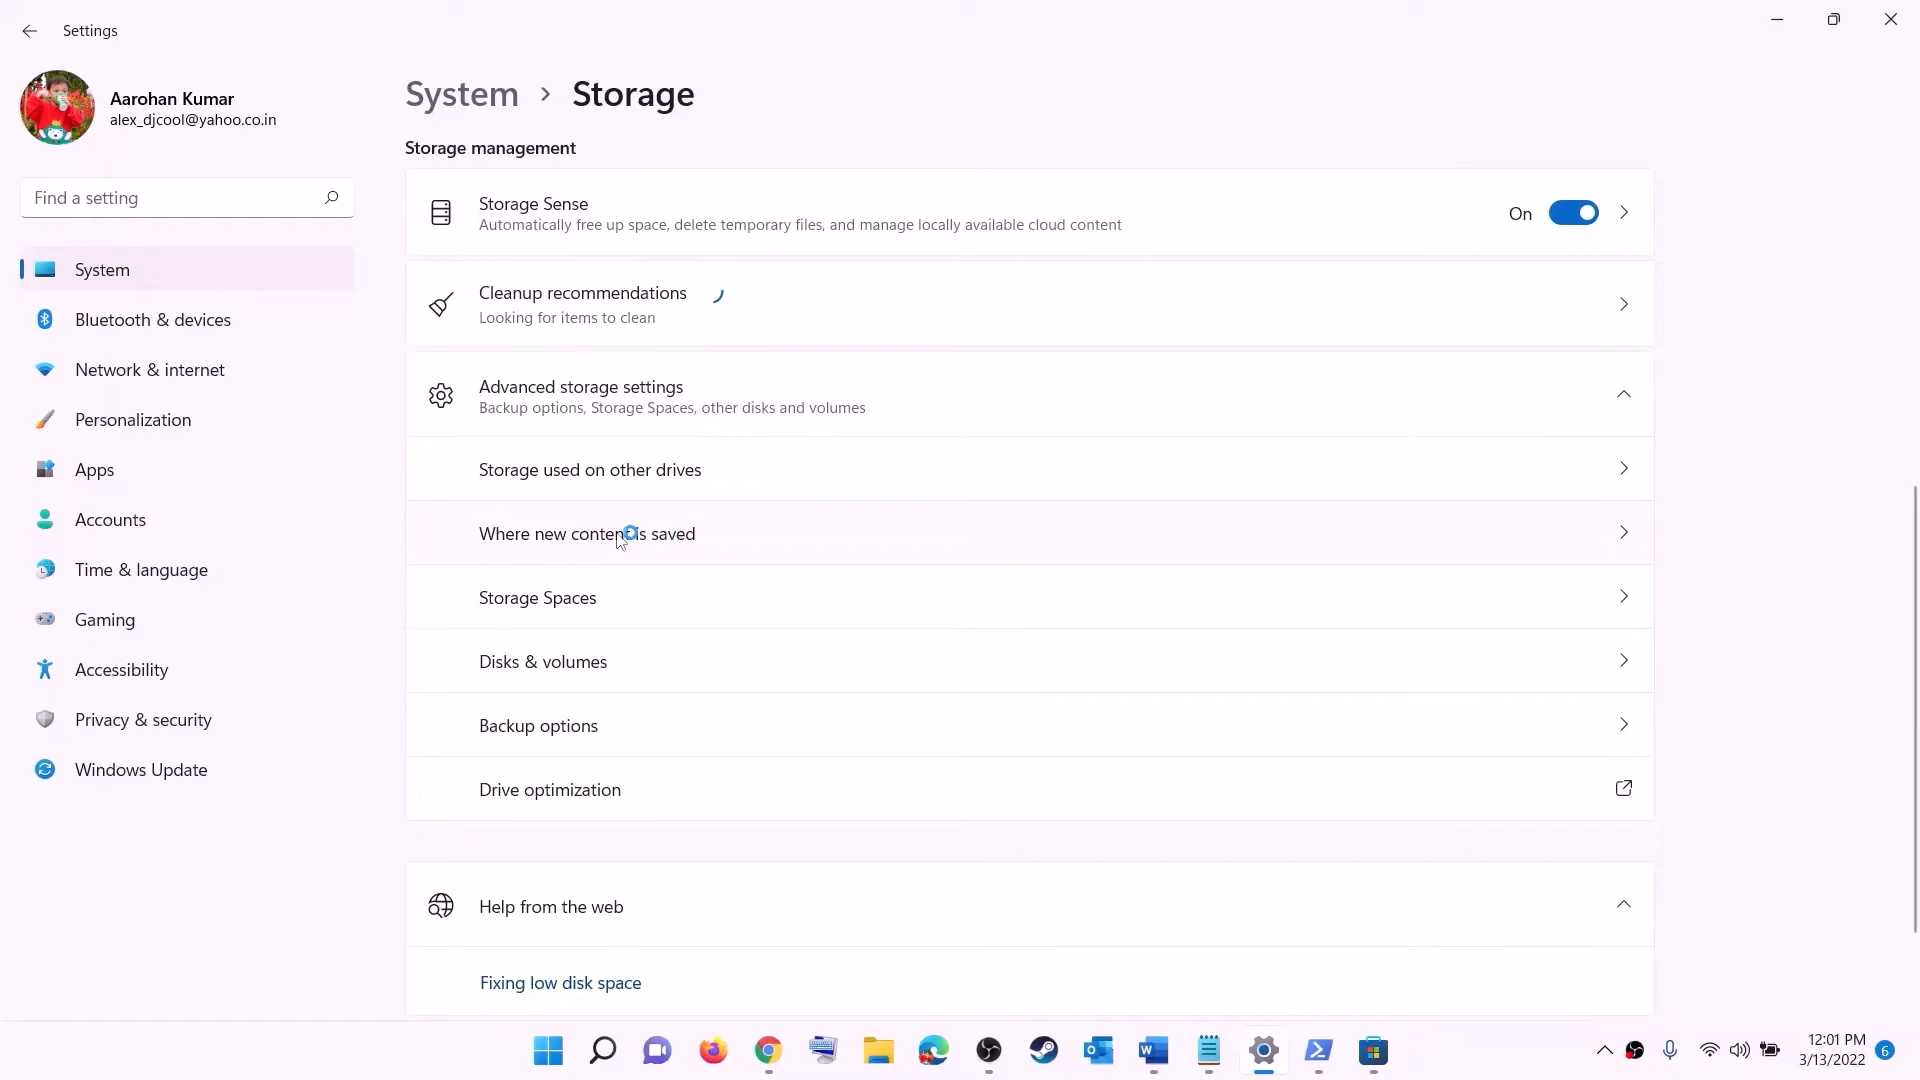 Settings
Aarohan Kumar
alex_djcool@yahoo.co.in
Find a setting
System
Bluetooth & devices
Network & internet
Personalization
Apps
Accounts
Time & language
Gaming
Accessibility
Privacy & security
Windows Update
System > Storage
Storage management
Storage Sense
Automatically free up space, delete temporary files, and manage locally available cloud content
On
Cleanup recommendations
Looking for items to clean
Advanced storage settings
Backup options, Storage Spaces, other disks and volumes
Storage used on other drives
Where new content is saved
Storage Spaces
Disks & volumes
Backup options
Drive optimization
Help from the web
Fixing low disk space
12:01 PM
3/13/2022
6